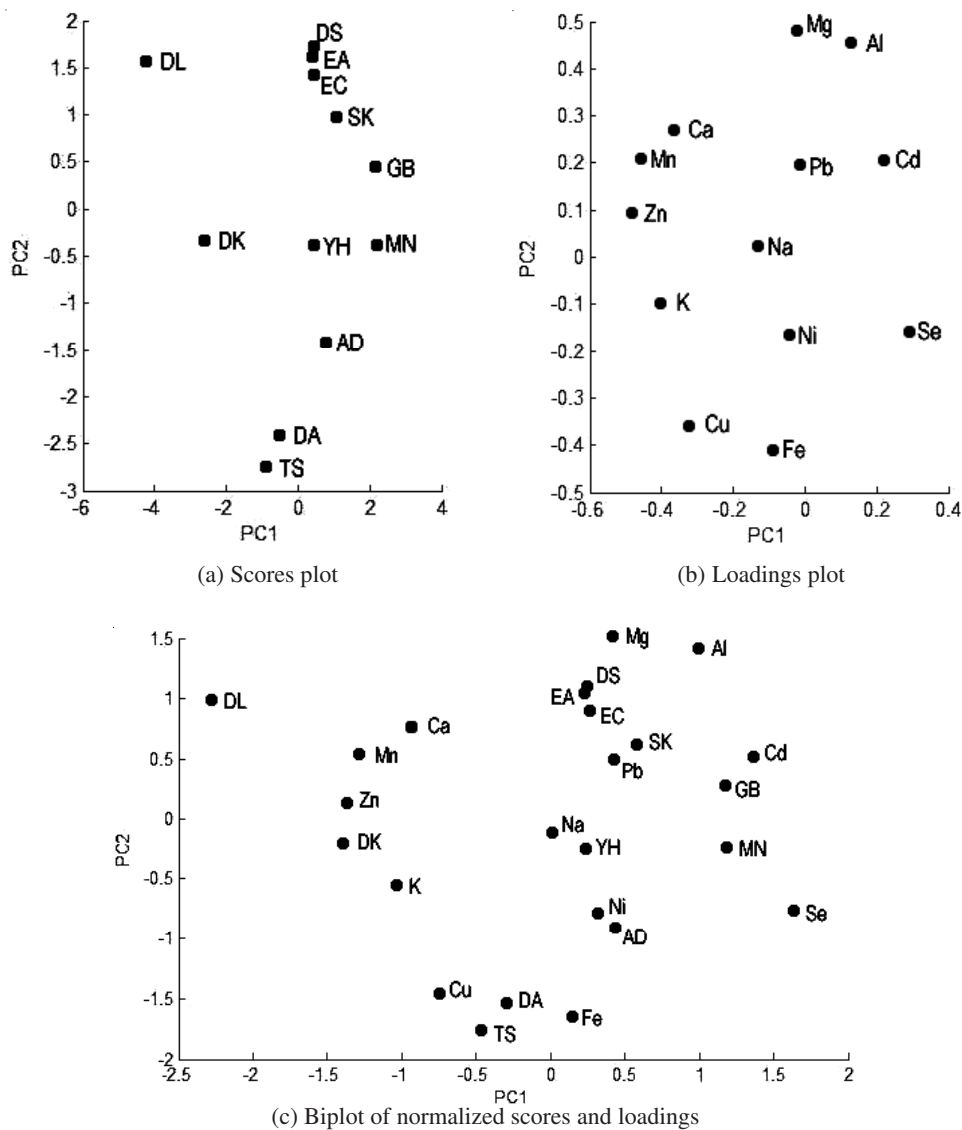 2
1.5
1
0.5
0
-0.5
-1
-1.5
-2
-2.5
-3
PC2
DS
DL
EA
EC
SK
GB
DK
YH
MN
AD
DA
TS
-6
-4
-2
0
2
4
PC1
(a) Scores plot
0.5
0.4
0.3
0.2
0.1
0
-0.1
-0.2
-0.3
-0.4
-0.5
PC2
Mg
Al
Ca
Mn
Pb
Cd
Zn
Na
K
Ni
Se
Cu
Fe
-0.6
-0.4
-0.2
0
0.2
0.4
PC1
(b) Loadings plot
1.5
1
0.5
0
-0.5
-1
-1.5
-2
PC2
Mg
Al
DS
EA
DL
EC
Ca
SK
Mn
Pb
Cd
GB
Zn
Na
DK
YH
MN
K
Ni
Se
AD
Cu
DA
Fe
TS
-2.5
-2
-1.5
-1
-0.5
0
0.5
1
1.5
2
PC1
(c) Biplot of normalized scores and loadings